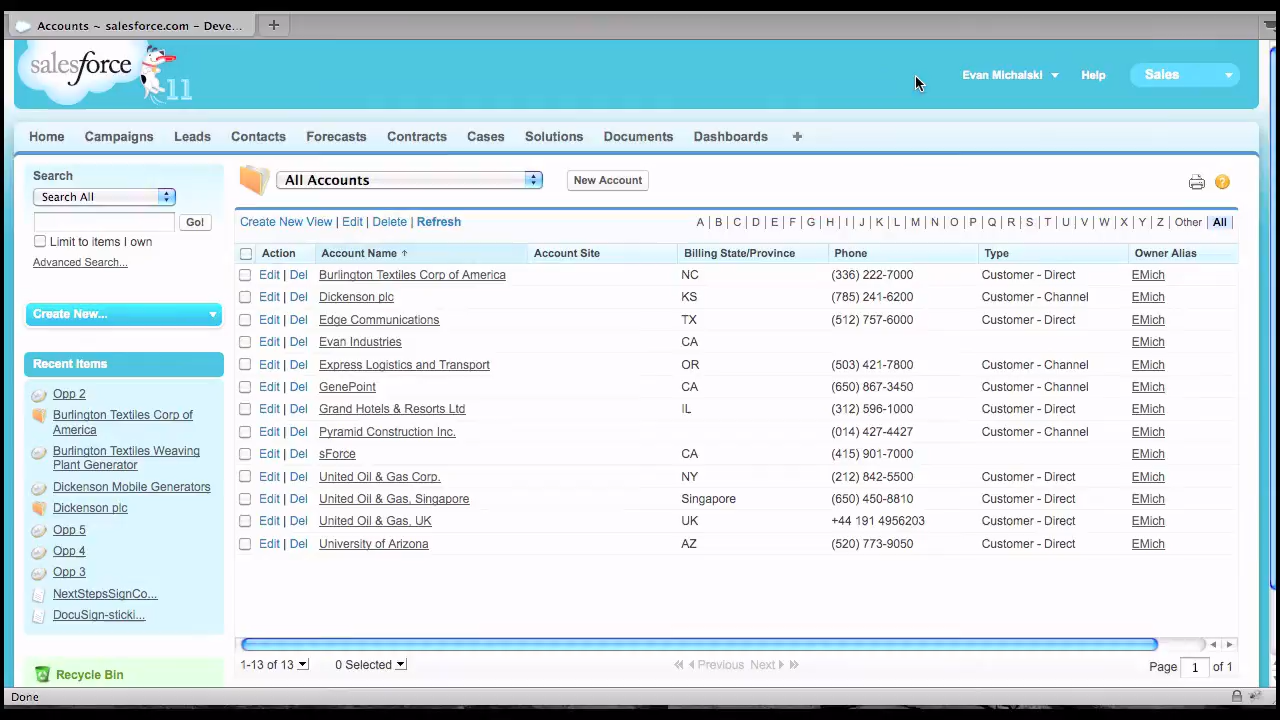 Accounts ~ salesforce.com - Deve...
salesforce
11
Evan Michalski
Help
Sales
Home Campaigns Leads Contacts Forecasts Contracts Cases Solutions Documents Dashboards +
Search
Search All
Go!
Limit to items I own
Advanced Search...
Create New...
Recent Items
Opp 2
Burlington Textiles Corp of
America
Burlington Textiles Weaving
Plant Generator
Dickenson Mobile Generators
Dickenson plc
Opp 5
Opp 4
Opp 3
NextStepsSignCo...
DocuSign-sticki...
Recycle Bin
All Accounts
New Account
Create New View | Edit | Delete | Refresh
A | B | C | D | E | F | G | H | I | J | K | L | M | N | O | P | Q | R | S | T | U | V | W | X | Y | Z | Other | All
Action Account Name Account Site Billing State/Province Phone Type Owner Alias
Edit | Del Burlington Textiles Corp of America NC (336) 222-7000 Customer - Direct EMich
Edit | Del Dickenson plc KS (785) 241-6200 Customer - Channel EMich
Edit | Del Edge Communications TX (512) 757-6000 Customer - Direct EMich
Edit | Del Evan Industries CA EMich
Edit | Del Express Logistics and Transport OR (503) 421-7800 Customer - Channel EMich
Edit | Del GenePoint CA (650) 867-3450 Customer - Channel EMich
Edit | Del Grand Hotels & Resorts Ltd IL (312) 596-1000 Customer - Direct EMich
Edit | Del Pyramid Construction Inc. (014) 427-4427 Customer - Channel EMich
Edit | Del sForce CA (415) 901-7000 EMich
Edit | Del United Oil & Gas Corp. NY (212) 842-5500 Customer - Direct EMich
Edit | Del United Oil & Gas, Singapore Singapore (650) 450-8810 Customer - Direct EMich
Edit | Del United Oil & Gas, UK UK +44 191 4956203 Customer - Direct EMich
Edit | Del University of Arizona AZ (520) 773-9050 Customer - Direct EMich
1-13 of 13 0 Selected Previous Next Page 1 of 1
Done